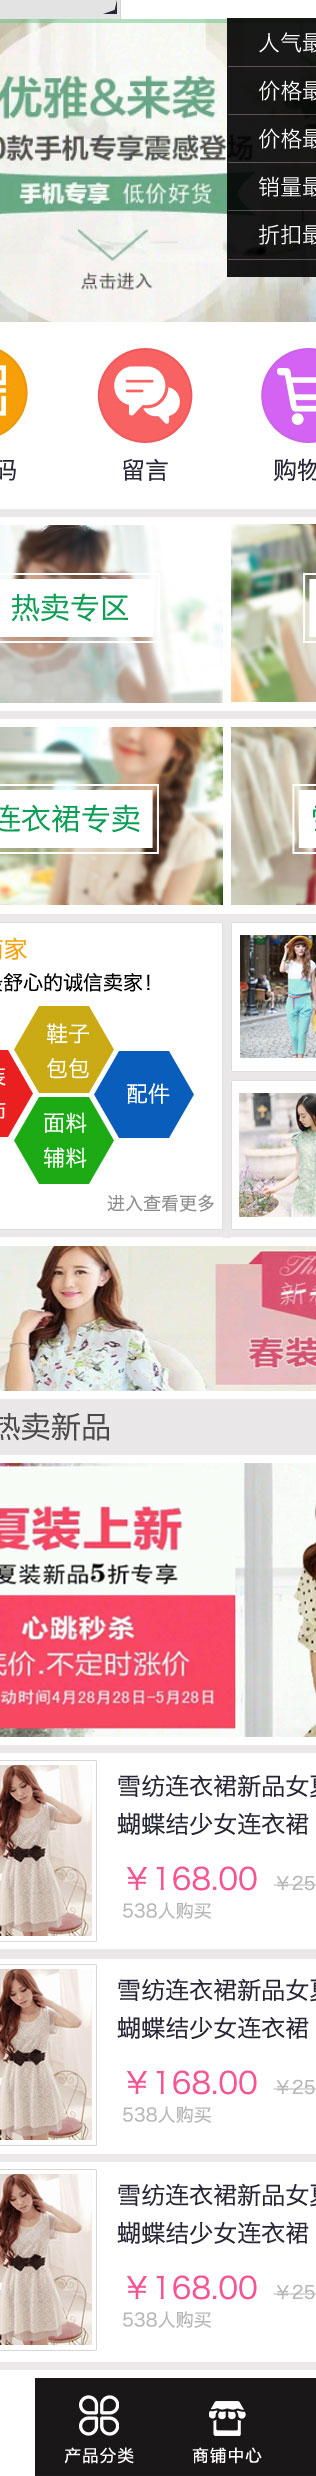 优雅&来袭
0款手机专享震感登场
手机专享 低价好货
点击进入
人气最
价格最
价格最
销量最
折扣最
码
留言
购物
热卖专区
连衣裙专卖
商家
最舒心的诚信卖家!
鞋子
包包
配件
面料
辅料
进入查看更多
新
春装
热卖新品
夏装上新
夏装新品5折专享
心跳秒杀
底价.不定时涨价
动时间4月28月28日-5月28日
雪纺连衣裙新品女夏
蝴蝶结少女连衣裙
￥168.00 ￥25
538人购买
雪纺连衣裙新品女夏
蝴蝶结少女连衣裙
￥168.00 ￥25
538人购买
雪纺连衣裙新品女夏
蝴蝶结少女连衣裙
￥168.00 ￥25
538人购买
产品分类
商铺中心